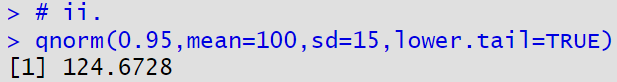 > # ii.
> qnorm(0.95,mean=100,sd=15,lower.tail=TRUE)
[1] 124.6728